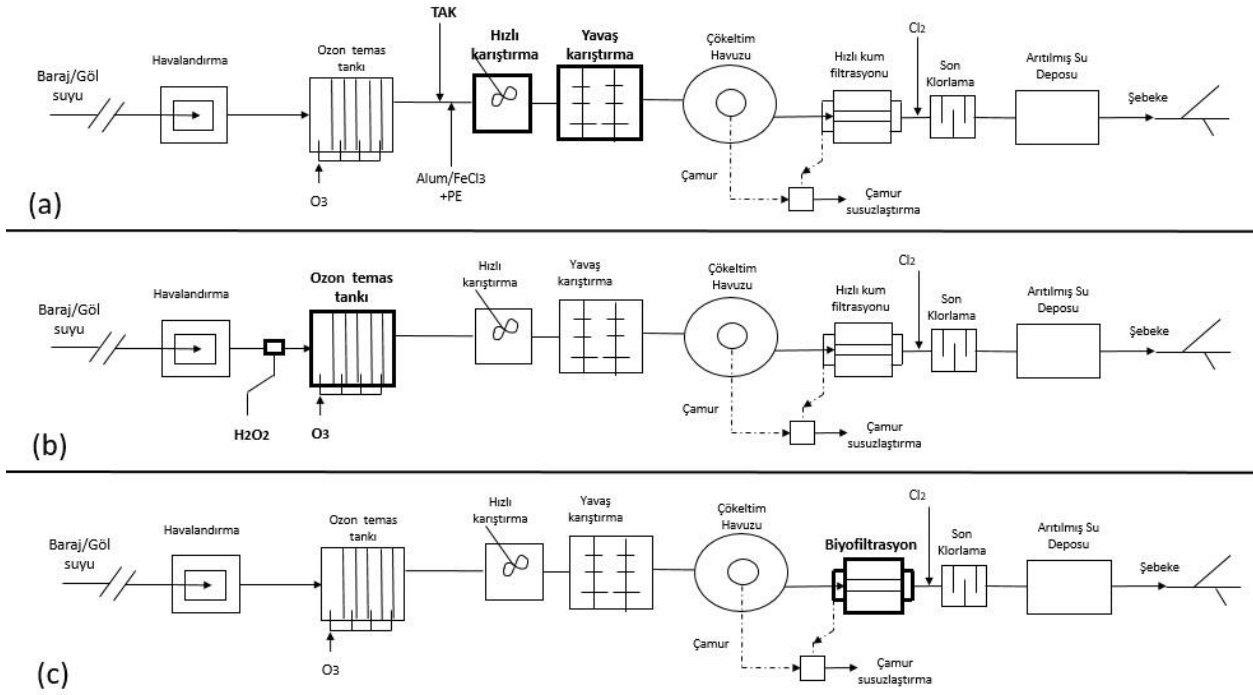 TAK
Baraj/Göl
suyu
Havalandırma
Ozon temas
tankı
O3
Alum/FeCl3
+PE
Hızlı
karıştırma
Yavaş
karıştırma
Çökeltim
Havuzu
Çamur
Hızlı kum
filtrasyonu
Cl2
Son
Klorlama
Arıtılmış Su
Deposu
Şebeke
Çamur
susuzlaştırma
(a)
Baraj/Göl
suyu
Havalandırma
H2O2
Ozon temas
tankı
O3
Hızlı
karıştırma
Yavaş
karıştırma
Çökeltim
Havuzu
Çamur
Hızlı kum
filtrasyonu
Cl2
Son
Klorlama
Arıtılmış Su
Deposu
Şebeke
Çamur
susuzlaştırma
(b)
Baraj/Göl
suyu
Havalandırma
Ozon temas
tankı
O3
Hızlı
karıştırma
Yavaş
karıştırma
Çökeltim
Havuzu
Çamur
Biyofiltrasyon
Cl2
Son
Klorlama
Arıtılmış Su
Deposu
Şebeke
Çamur
susuzlaştırma
(c)